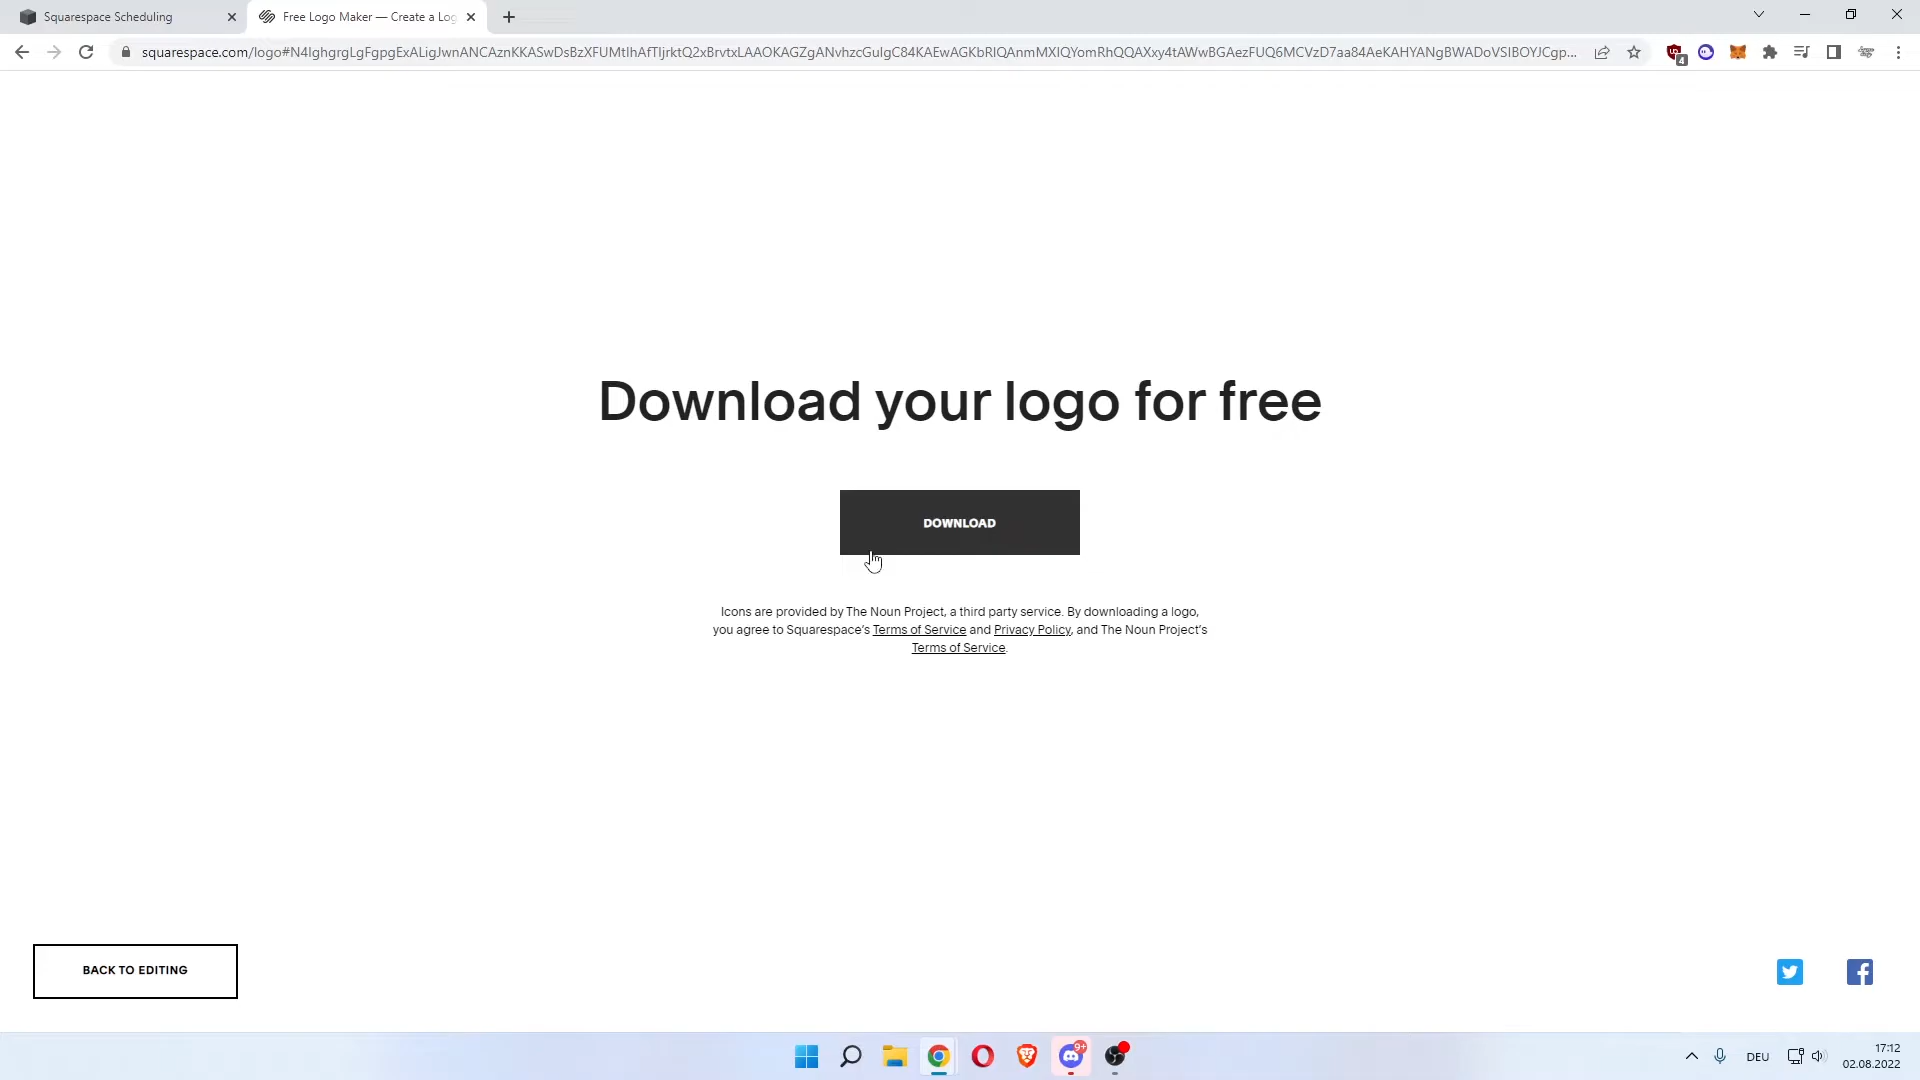 Squarespace Scheduling
Free Logo Maker — Create a Log
squarespace.com/logo#
4
Download your logo for free
DOWNLOAD
Icons are provided by The Noun Project, a third party service. By downloading a logo,
you agree to Squarespace's Terms of Service and Privacy Policy, and The Noun Project's
Terms of Service.
BACK TO EDITING
9+
DEU
17:12
02.08.2022